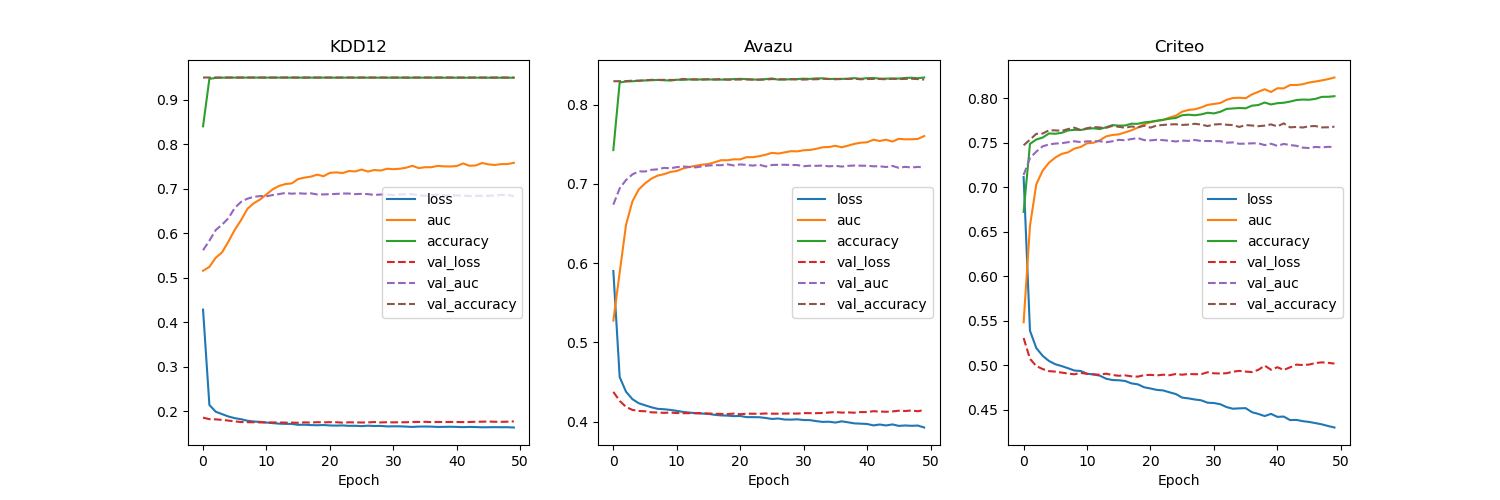 KDD12
0.9
0.8
0.7
0.6
0.5
0.4
0.3
0.2
0 10 20 30 40 50
Epoch
loss
auc
accuracy
val_loss
val_auc
val_accuracy
Avazu
0.8
0.7
0.6
0.5
0.4
0 10 20 30 40 50
Epoch
loss
auc
accuracy
val_loss
val_auc
val_accuracy
Criteo
0.80
0.75
0.70
0.65
0.60
0.55
0.50
0.45
0 10 20 30 40 50
Epoch
loss
auc
accuracy
val_loss
val_auc
val_accuracy